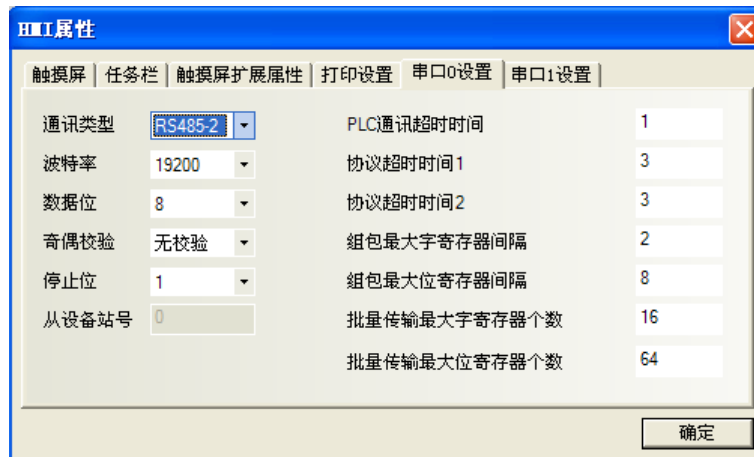 HMI属性
触摸屏 任务栏 触摸屏扩展属性 打印设置 串口0设置 串口1设置
通讯类型 RS485-2 PLC通讯超时时间 1
波特率 19200 协议超时时间1 3
数据位 8 协议超时时间2 3
奇偶校验 无校验 组包最大字寄存器间隔 2
停止位 1 组包最大位寄存器间隔 8
从设备站号 0 批量传输最大字寄存器个数 16
批量传输最大位寄存器个数 64
确定